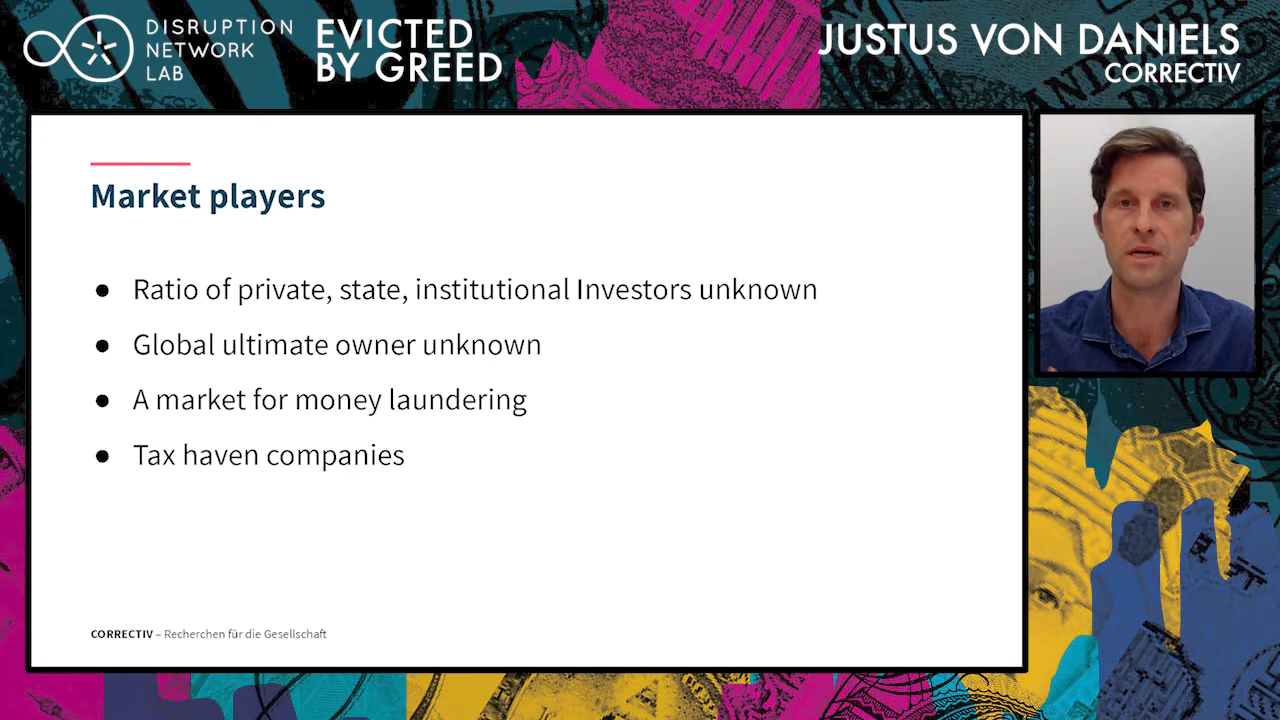 DISRUPTION
NETWORK
LAB
EVICTED
BY GREED
JUSTUS VON DANIELS
CORRECTIV
Market players
● Ratio of private, state, institutional Investors unknown
● Global ultimate owner unknown
● A market for money laundering
● Tax haven companies
CORRECTIV – Recherchen für die Gesellschaft